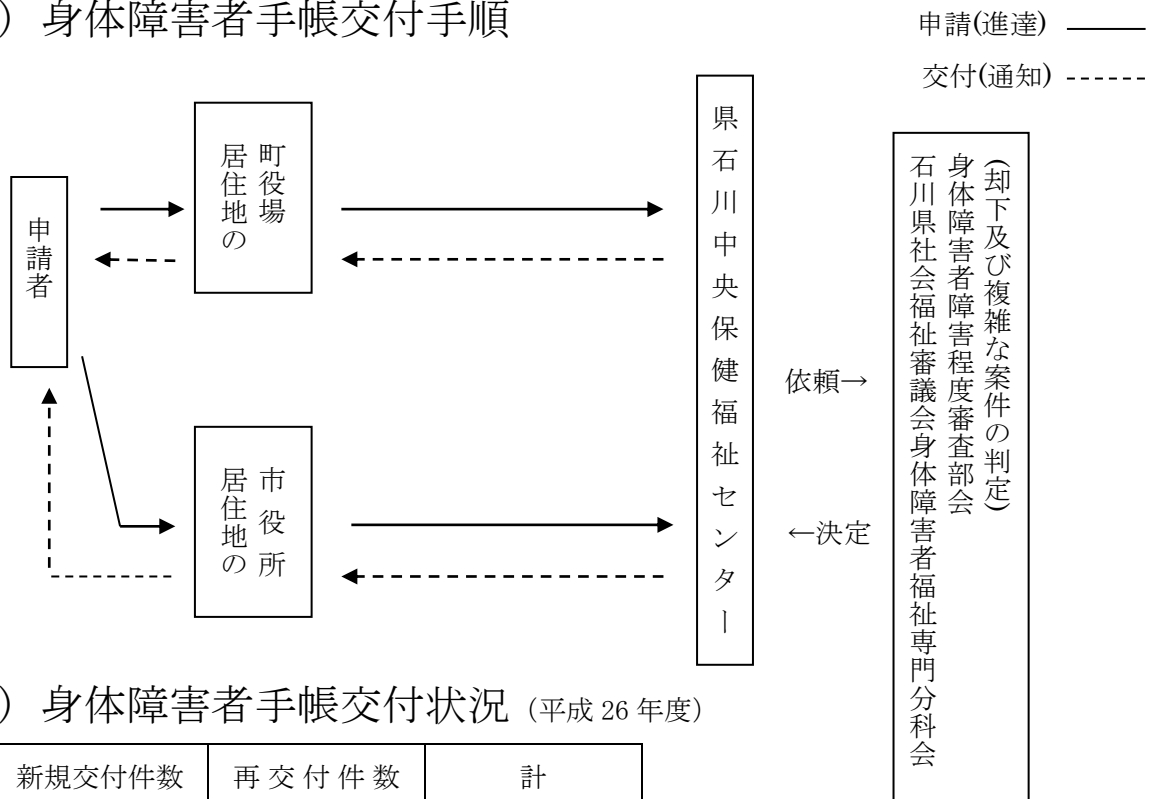 ) 身体障害者手帳交付手順
申請(進達)
交付(通知)
申請者
居住地の
町役場
居住地の
市役所
県石川中央保健福祉センター
依頼→
←決定
石川県社会福祉審議会身体障害者福祉専門分科会
身体障害者障害程度審査部会
(却下及び複雑な案件の判定)
) 身体障害者手帳交付状況 (平成 26 年度)
新規交付件数 再交付件数 計